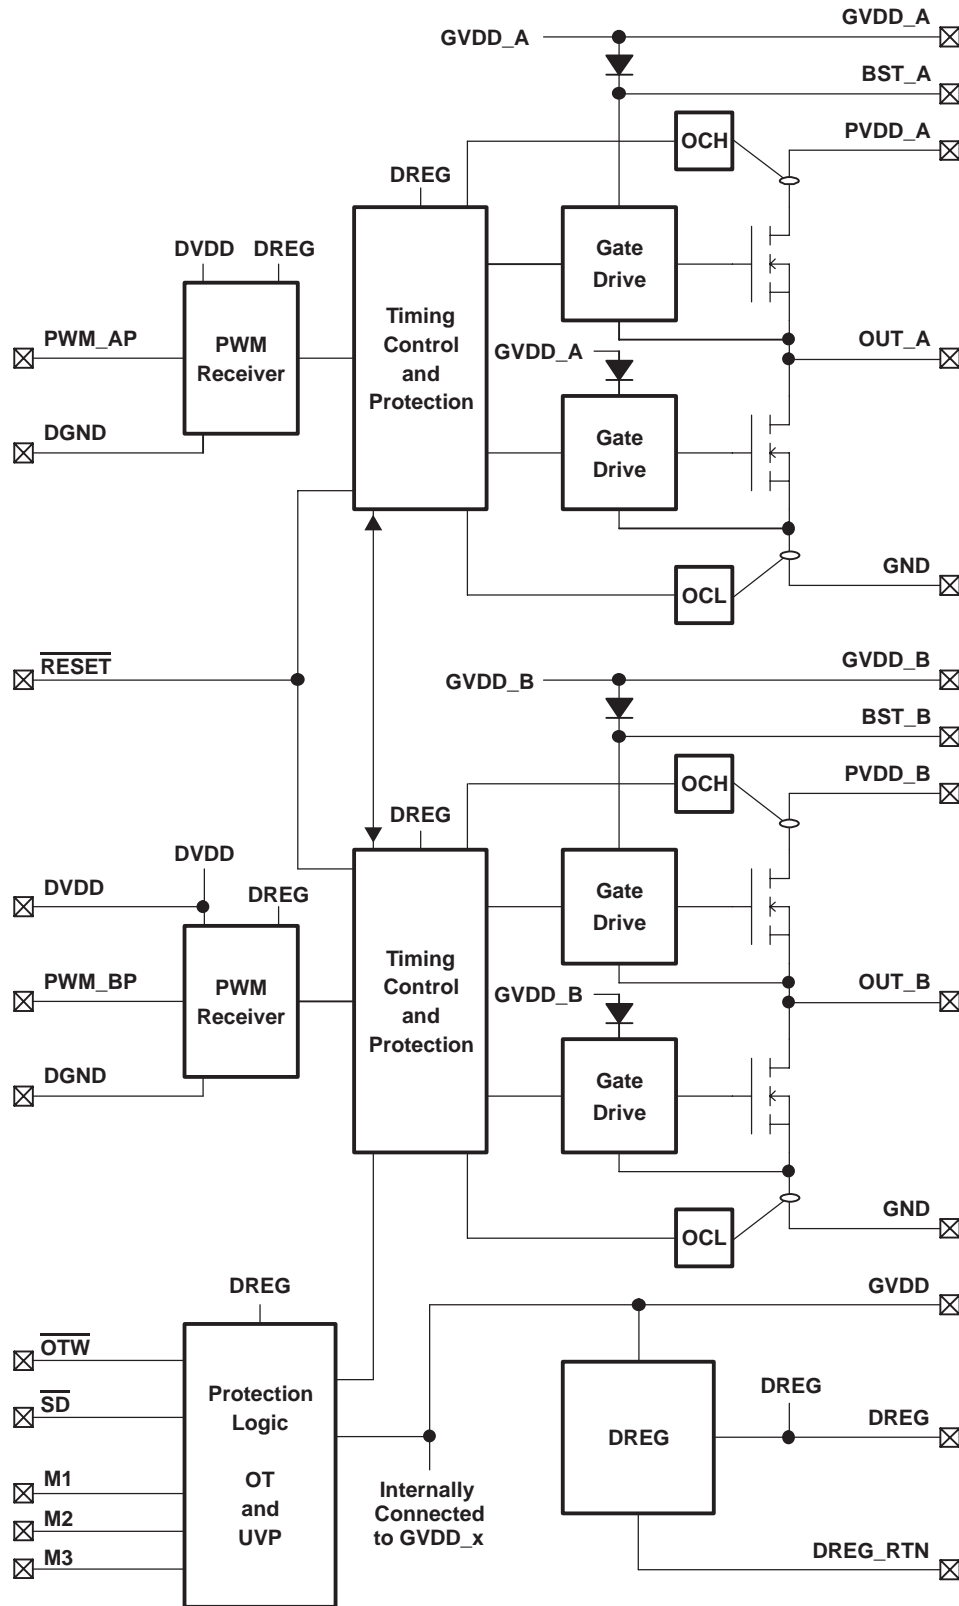 GVDD_A
GVDD_A
BST_A
OCH
PVDD_A
DREG
DVDD
DREG
Gate
Drive
Timing
Control
and
Protection
PWM_AP
PWM
Receiver
GVDD_A
OUT_A
DGND
Gate
Drive
OCL
GND
RESET
GVDD_B
GVDD_B
BST_B
OCH
PVDD_B
DREG
DVDD
DVDD
DREG
Gate
Drive
Timing
Control
and
Protection
PWM_BP
PWM
Receiver
GVDD_B
OUT_B
DGND
Gate
Drive
OCL
GND
DREG
GVDD
OTW
SD
Protection
Logic
OT
and
UVP
DREG
DREG
DREG
M1
M2
M3
Internally
Connected
to GVDD_x
DREG_RTN